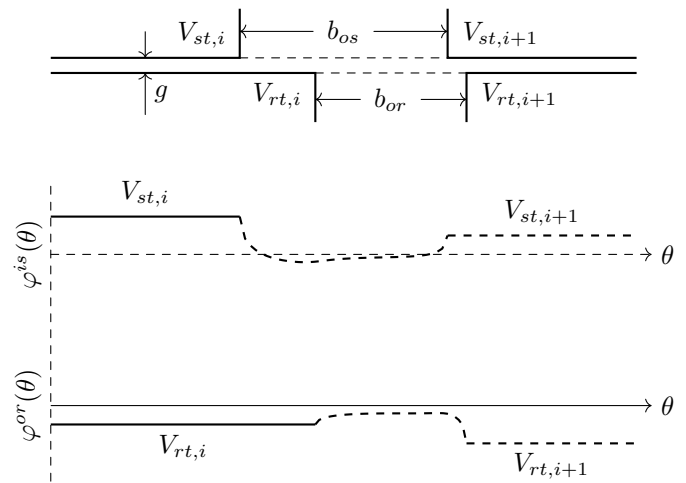 V_{st,i} b_{os} V_{st,i+1}
g V_{rt,i} b_{or} V_{rt,i+1}
V_{st,i} V_{st,i+1}
φ^{is}(θ) θ
φ^{or}(θ) θ
V_{rt,i} V_{rt,i+1}